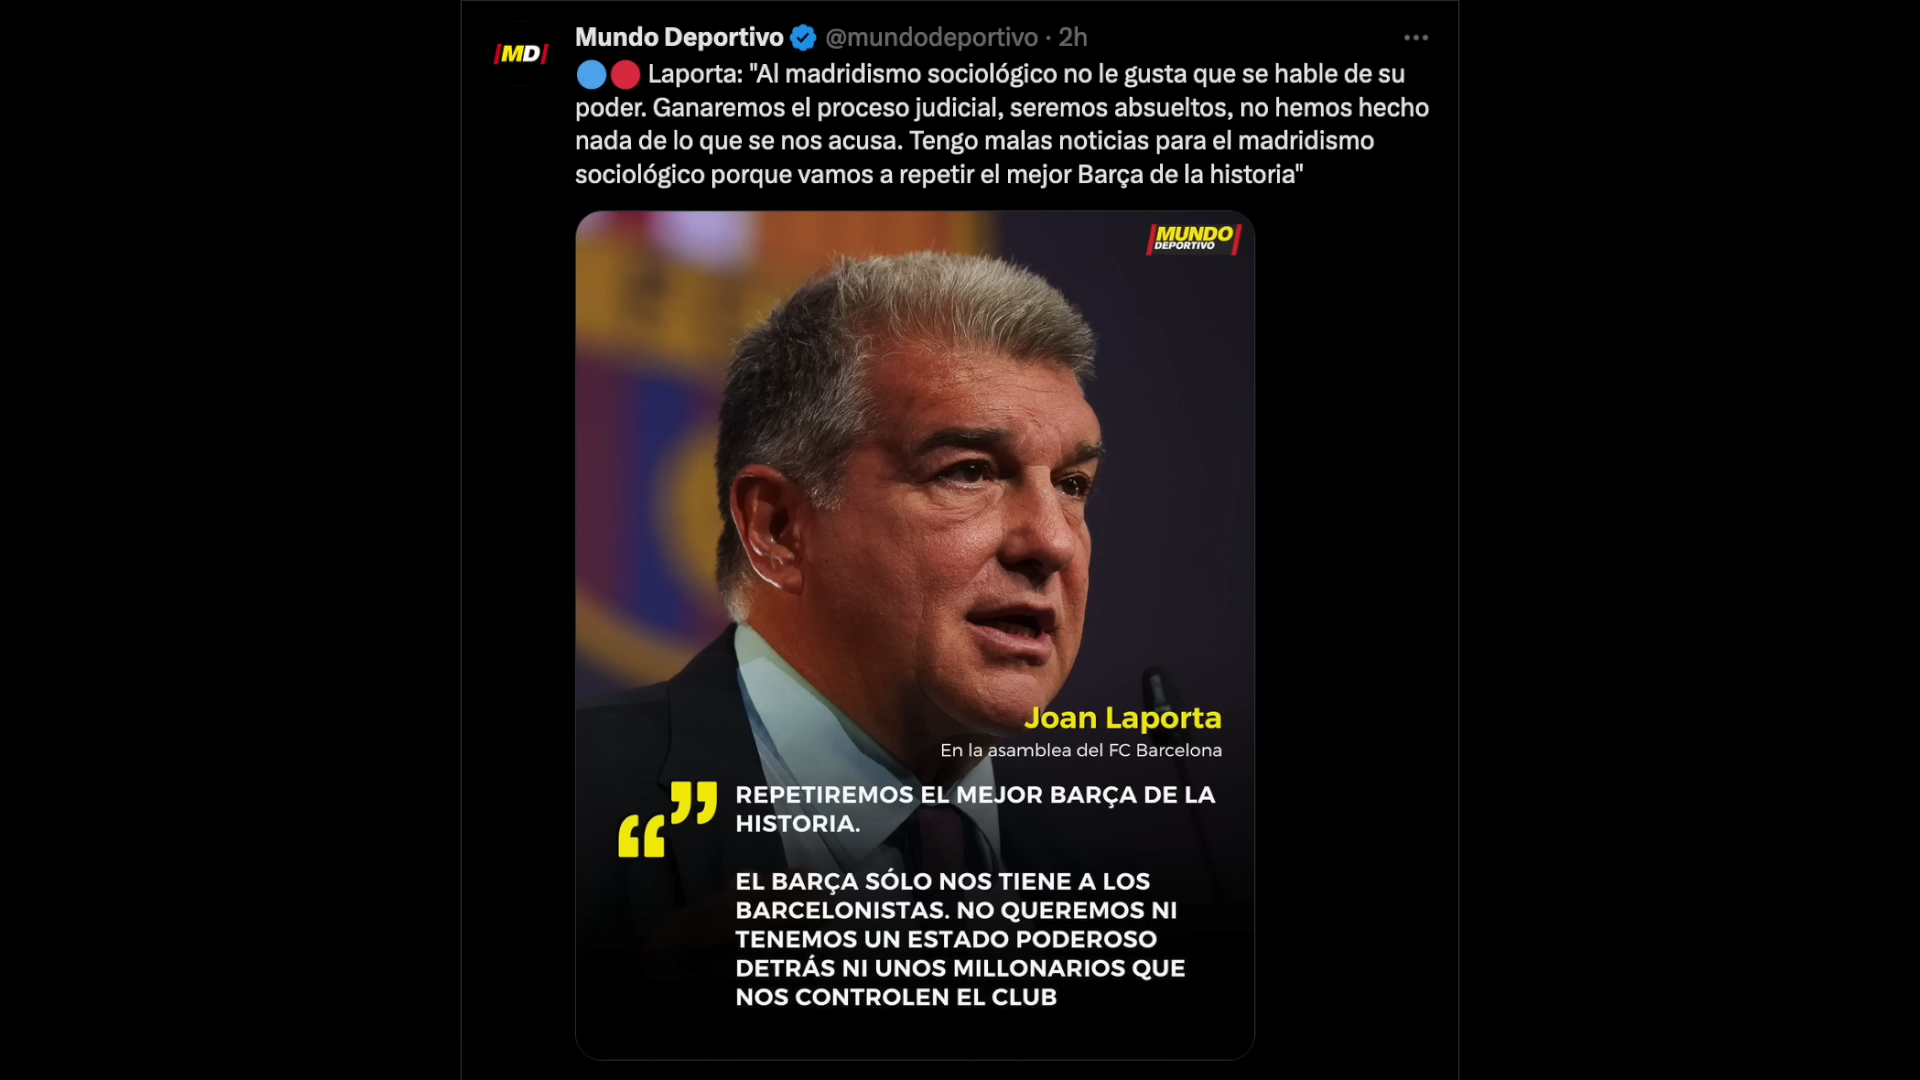 MD
Mundo Deportivo @mundodeportivo · 2h
Laporta: "Al madridismo sociológico no le gusta que se hable de su
poder. Ganaremos el proceso judicial, seremos absueltos, no hemos hecho
nada de lo que se nos acusa. Tengo malas noticias para el madridismo
sociológico porque vamos a repetir el mejor Barça de la historia"
MUNDO
DEPORTIVO
Joan Laporta
En la asamblea del FC Barcelona
REPETIREMOS EL MEJOR BARÇA DE LA
HISTORIA.
EL BARÇA SÓLO NOS TIENE A LOS
BARCELONISTAS. NO QUEREMOS NI
TENEMOS UN ESTADO PODEROSO
DETRÁS NI UNOS MILLONARIOS QUE
NOS CONTROLEN EL CLUB